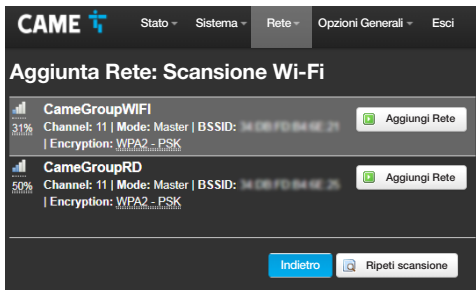 CAME
Stato Sistema Rete Opzioni Generali Esci
Aggiunta Rete: Scansione Wi-Fi
CameGroupWIFI
31% Channel: 11 | Mode: Master | BSSID:
| Encryption: WPA2 - PSK
Aggiungi Rete
CameGroupRD
50% Channel: 11 | Mode: Master | BSSID:
| Encryption: WPA2 - PSK
Aggiungi Rete
Indietro Ripeti scansione